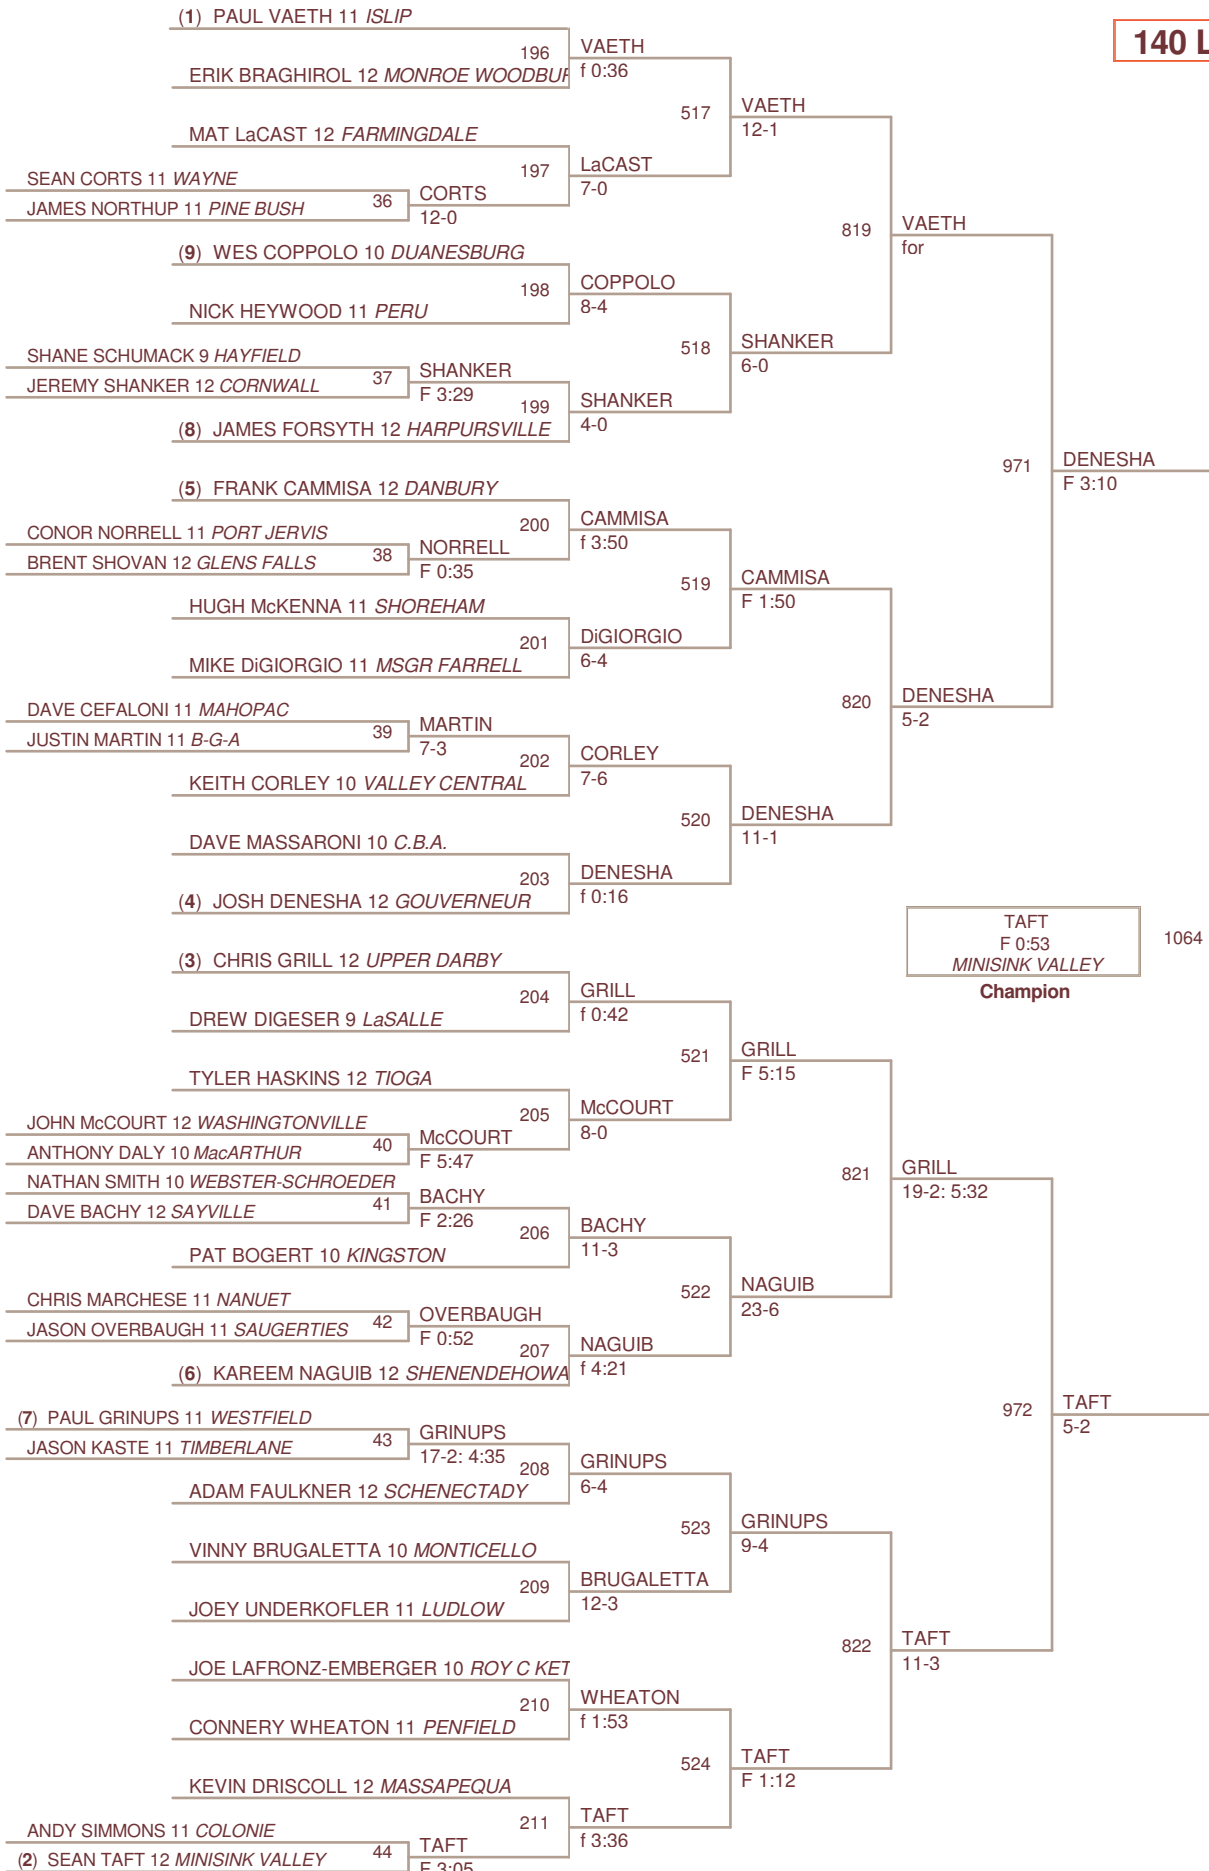 (1) PAUL VAETH 11 ISLIP
140 L
196
VAETH
f 0:36
ERIK BRAGHIROL 12 MONROE WOODBUR
517
VAETH
12-1
MAT LaCAST 12 FARMINGDALE
197
LaCAST
7-0
SEAN CORTS 11 WAYNE
36
CORTS
12-0
JAMES NORTHUP 11 PINE BUSH
819
VAETH
for
(9) WES COPPOLO 10 DUANESBURG
198
COPPOLO
8-4
NICK HEYWOOD 11 PERU
518
SHANKER
6-0
SHANE SCHUMACK 9 HAYFIELD
37
SHANKER
F 3:29
JEREMY SHANKER 12 CORNWALL
199
SHANKER
4-0
(8) JAMES FORSYTH 12 HARPURSVILLE
971
DENESHA
F 3:10
(5) FRANK CAMMISA 12 DANBURY
200
CAMMISA
f 3:50
CONOR NORRELL 11 PORT JERVIS
38
NORRELL
F 0:35
BRENT SHOVAN 12 GLENS FALLS
519
CAMMISA
F 1:50
HUGH McKENNA 11 SHOREHAM
201
DiGIORGIO
6-4
MIKE DiGIORGIO 11 MSGR FARRELL
820
DENESHA
5-2
DAVE CEFALONI 11 MAHOPAC
39
MARTIN
7-3
JUSTIN MARTIN 11 B-G-A
202
CORLEY
7-6
KEITH CORLEY 10 VALLEY CENTRAL
520
DENESHA
11-1
DAVE MASSARONI 10 C.B.A.
203
DENESHA
f 0:16
(4) JOSH DENESHA 12 GOUVERNEUR
TAFT
F 0:53
MINISINK VALLEY
1064
Champion
(3) CHRIS GRILL 12 UPPER DARBY
204
GRILL
f 0:42
DREW DIGESER 9 LaSALLE
521
GRILL
F 5:15
TYLER HASKINS 12 TIOGA
205
McCOURT
8-0
JOHN McCOURT 12 WASHINGTONVILLE
40
McCOURT
F 5:47
ANTHONY DALY 10 MacARTHUR
821
GRILL
19-2: 5:32
NATHAN SMITH 10 WEBSTER-SCHROEDER
41
BACHY
F 2:26
DAVE BACHY 12 SAYVILLE
206
BACHY
11-3
PAT BOGERT 10 KINGSTON
522
NAGUIB
23-6
CHRIS MARCHESE 11 NANUET
42
OVERBAUGH
F 0:52
JASON OVERBAUGH 11 SAUGERTIES
207
NAGUIB
f 4:21
(6) KAREEM NAGUIB 12 SHENENDEHOWA
972
TAFT
5-2
(7) PAUL GRINUPS 11 WESTFIELD
43
GRINUPS
17-2: 4:35
JASON KASTE 11 TIMBERLANE
208
GRINUPS
6-4
ADAM FAULKNER 12 SCHENECTADY
523
GRINUPS
9-4
VINNY BRUGALETTA 10 MONTICELLO
209
BRUGALETTA
12-3
JOEY UNDERKOFLER 11 LUDLOW
822
TAFT
11-3
JOE LAFRONZ-EMBERGER 10 ROY C KET
210
WHEATON
f 1:53
CONNERY WHEATON 11 PENFIELD
524
TAFT
F 1:12
KEVIN DRISCOLL 12 MASSAPEQUA
211
TAFT
f 3:36
ANDY SIMMONS 11 COLONIE
44
TAFT
F 3:05
(2) SEAN TAFT 12 MINISINK VALLEY